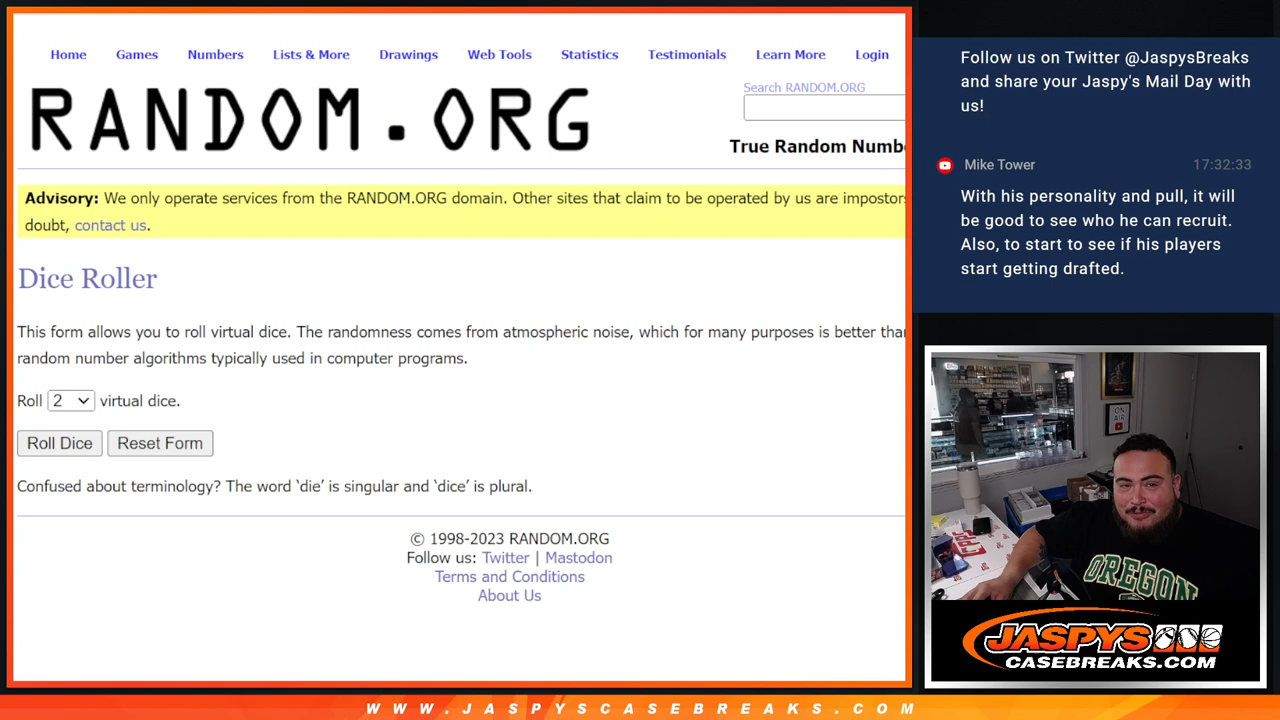 Home Games Numbers Lists & More Drawings Web Tools Statistics Testimonials Learn More Login
RANDOM.ORG
Search RANDOM.ORG
True Random
Advisory: We only operate services from the RANDOM.ORG domain. Other sites that claim to be operated by us are
doubt, contact us.
Dice Roller
This form allows you to roll virtual dice. The randomness comes from atmospheric noise, which for many purposes is better
random number algorithms typically used in computer programs.
Roll 2 virtual dice.
Roll Dice Reset Form
Confused about terminology? The word ‘die’ is singular and ‘dice’ is plural.
© 1998-2023 RANDOM.ORG
Follow us: Twitter | Mastodon
Terms and Conditions
About Us
Follow us on Twitter @JaspysBreaks
and share your Jaspy's Mail Day with
us!
Mike Tower 17:32:33
With his personality and pull, it will
be good to see who he can recruit.
Also, to start to see if his players
start getting drafted.
ON
AIR
OREGON
JASPYS
CASEBREAKS.COM
WWW.JASPYSCASEBREAKS.COM